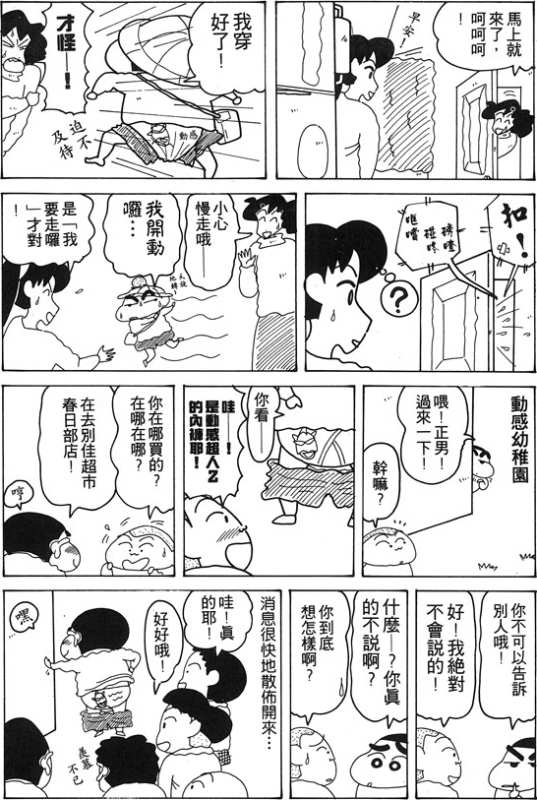 馬上就
來了，
呵呵呵
！
早安！
我穿
好了！
才怪—！
動感
迫不
及待
扣！
小心
慢走哦—
我開動
囉…
是「我
要走囉
」才對
！
動感幼稚園
喂！正男！
過來一下！
幹嘛？
你看—
哇—！
是動感超人Z
的內褲耶！
你在哪買的？
在哪在哪？
在去別佳超市
春日部店！
哼
你不可以告訴
別人哦！
好！我絕對
不會說的！
什麼—？你真
的不說啊？
你到底
想怎樣啊？
消息很快地散佈開來…
哇！真
的耶！
好好哦！
嘿
羨慕
不已